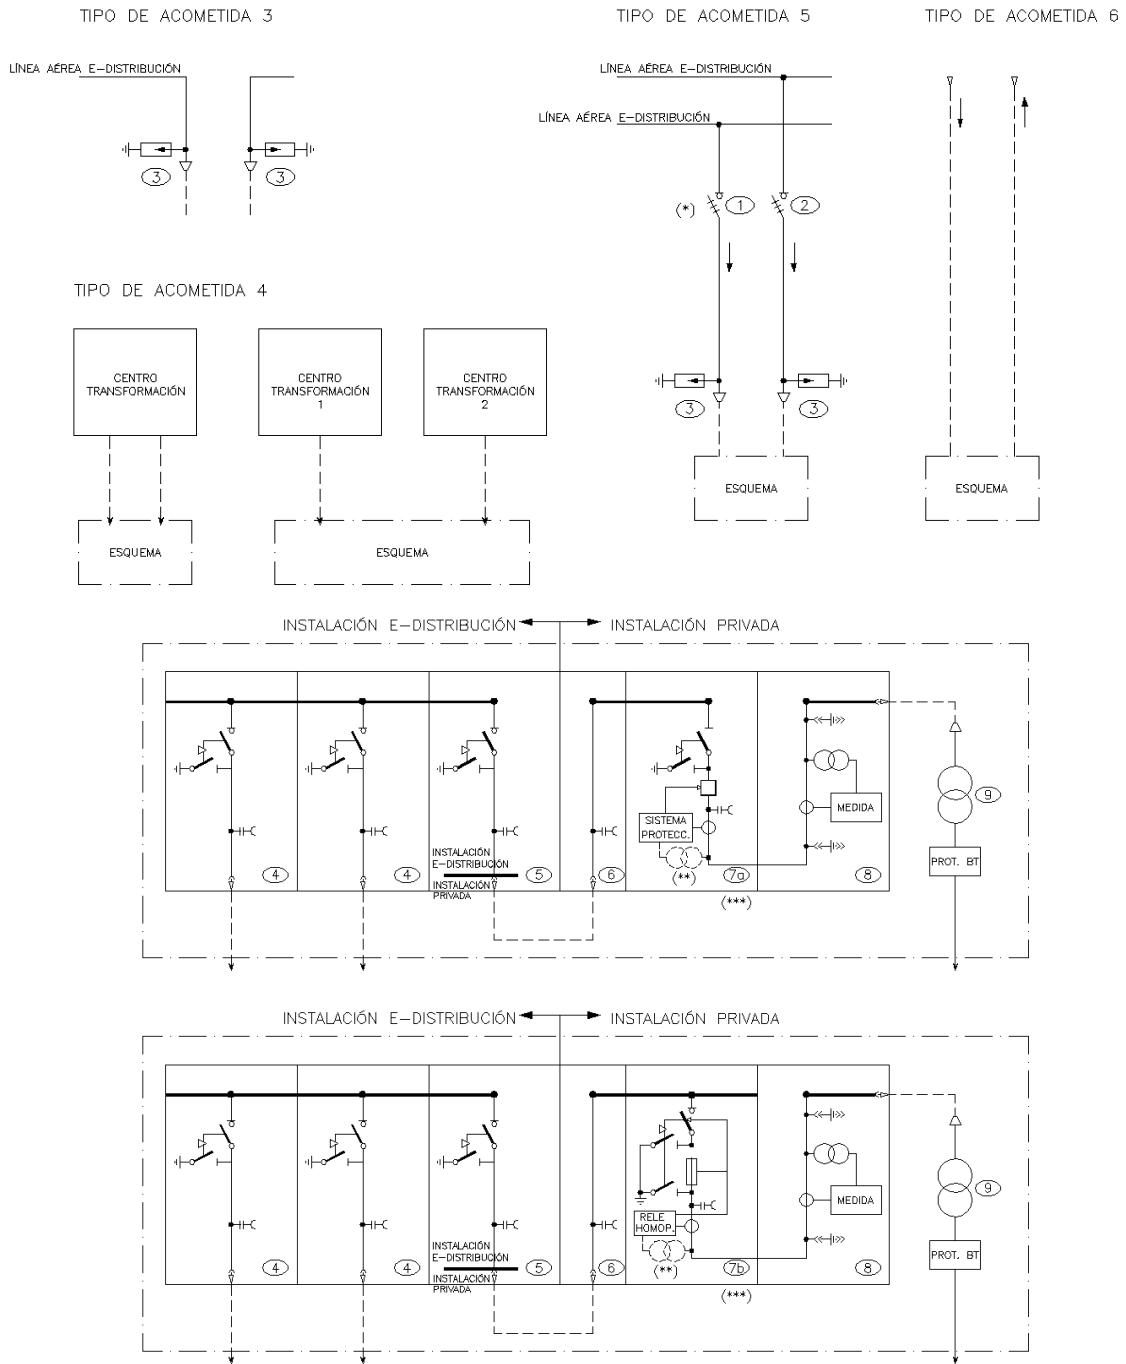 TIPO DE ACOMETIDA 3
TIPO DE ACOMETIDA 5
TIPO DE ACOMETIDA 6
LÍNEA AÉREA E-DISTRIBUCIÓN
3
3
LÍNEA AÉREA E-DISTRIBUCIÓN
LÍNEA AÉREA E-DISTRIBUCIÓN
(*)
1
2
3
3
ESQUEMA
ESQUEMA
TIPO DE ACOMETIDA 4
CENTRO
TRANSFORMACIÓN
CENTRO
TRANSFORMACIÓN
1
CENTRO
TRANSFORMACIÓN
2
ESQUEMA
ESQUEMA
INSTALACIÓN E-DISTRIBUCIÓN
INSTALACIÓN PRIVADA
SISTEMA
PROTECC.
MEDIDA
9
PROT. BT
INSTALACIÓN
E-DISTRIBUCIÓN
INSTALACIÓN
PRIVADA
4
4
5
6
(**)
7a
8
(***)
INSTALACIÓN E-DISTRIBUCIÓN
INSTALACIÓN PRIVADA
RELE
HOMOP.
MEDIDA
9
PROT. BT
INSTALACIÓN
E-DISTRIBUCIÓN
INSTALACIÓN
PRIVADA
4
4
5
6
(**)
7b
8
(***)